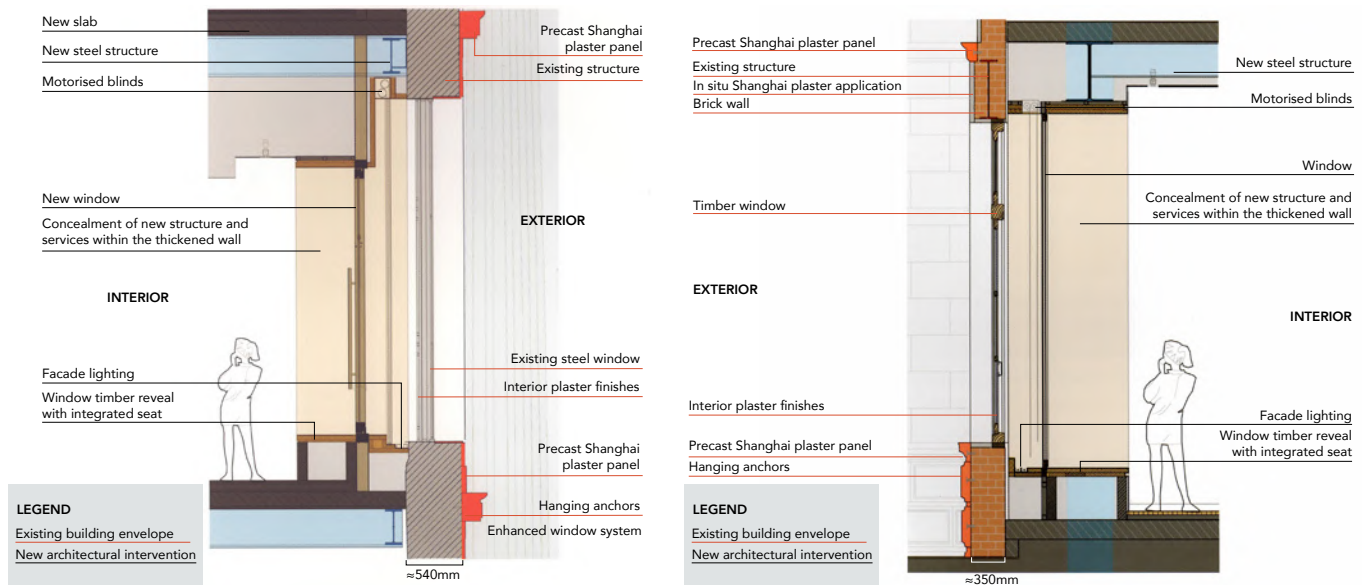 New slab
New steel structure
Motorised blinds
New window
Concealment of new structure and
services within the thickened wall
INTERIOR
Facade lighting
Window timber reveal
with integrated seat
Precast Shanghai
plaster panel
Existing structure
EXTERIOR
Existing steel window
Interior plaster finishes
Precast Shanghai
plaster panel
Hanging anchors
Enhanced window system
LEGEND
Existing building envelope
New architectural intervention
≈540mm
Precast Shanghai plaster panel
Existing structure
In situ Shanghai plaster application
Brick wall
Timber window
EXTERIOR
Interior plaster finishes
Precast Shanghai plaster panel
Hanging anchors
New steel structure
Motorised blinds
Window
Concealment of new structure and
services within the thickened wall
INTERIOR
Facade lighting
Window timber reveal
with integrated seat
LEGEND
Existing building envelope
New architectural intervention
≈350mm